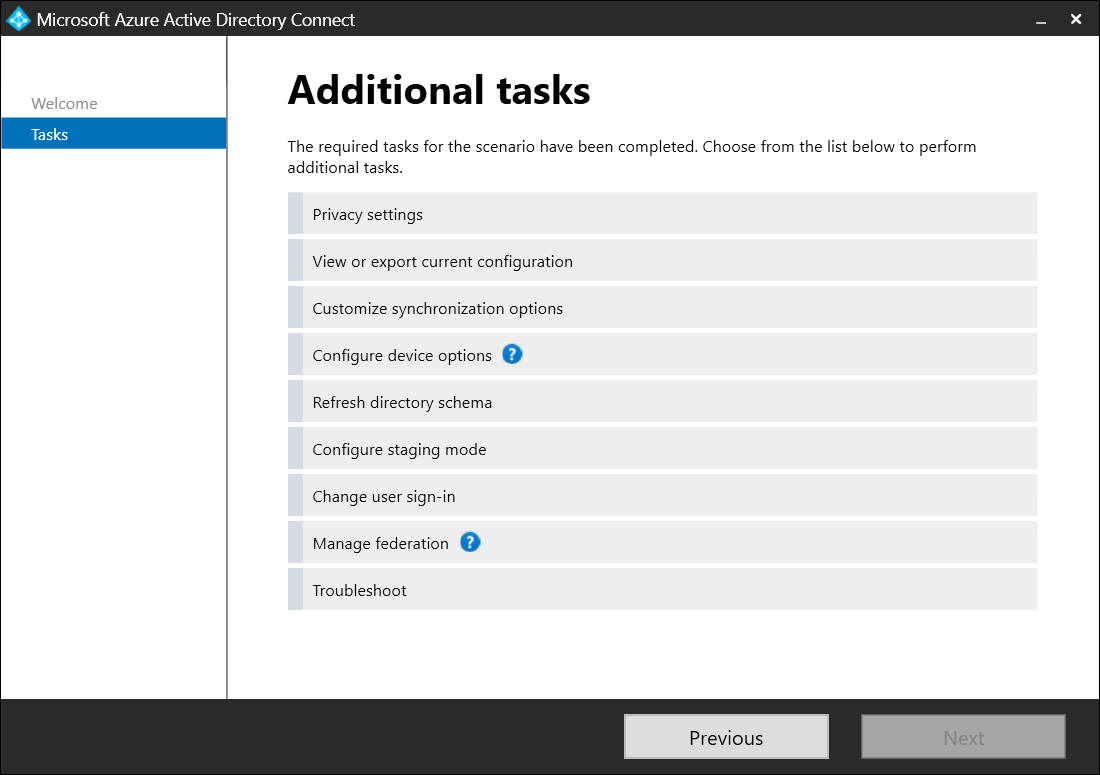 Microsoft Azure Active Directory Connect
Welcome
Tasks
Additional tasks
The required tasks for the scenario have been completed. Choose from the list below to perform
additional tasks.
Privacy settings
View or export current configuration
Customize synchronization options
Configure device options ?
Refresh directory schema
Configure staging mode
Change user sign-in
Manage federation ?
Troubleshoot
Previous
Next